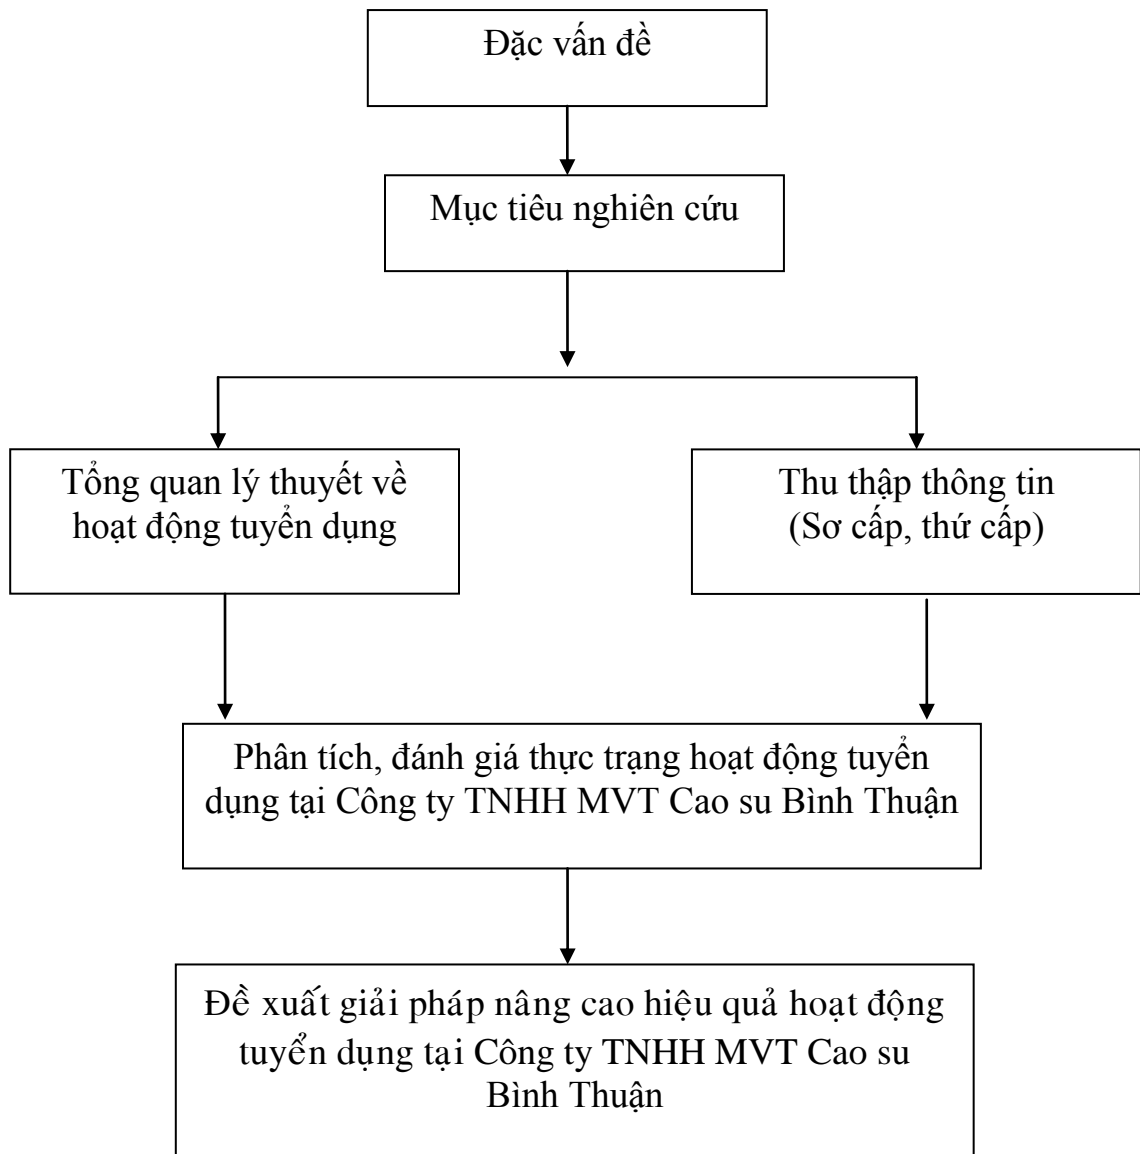 Đặc vấn đề
Mục tiêu nghiên cứu
Tổng quan lý thuyết về
hoạt động tuyển dụng
Thu thập thông tin
(Sơ cấp, thứ cấp)
Phân tích, đánh giá thực trạng hoạt động tuyển
dụng tại Công ty TNHH MVT Cao su Bình Thuận
Đề xuất giải pháp nâng cao hiệu quả hoạt động
tuyển dụng tại Công ty TNHH MVT Cao su
Bình Thuận